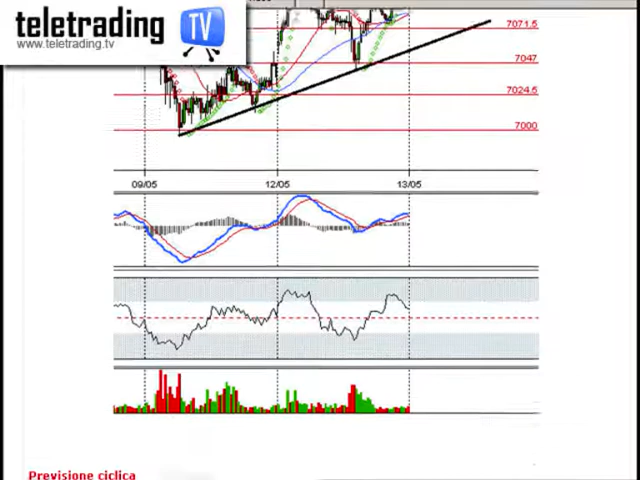 teletrading TV
www.teletrading.tv
7071.5
7047
7024.5
7000
09/05 12/05 13/05
Previsione ciclica